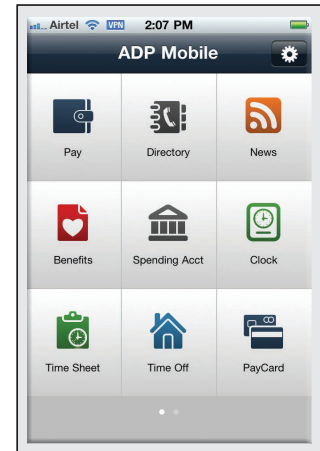 Airtel VPN 2:07 PM
ADP Mobile
Pay Directory News
Benefits Spending Acct Clock
Time Sheet Time Off PayCard